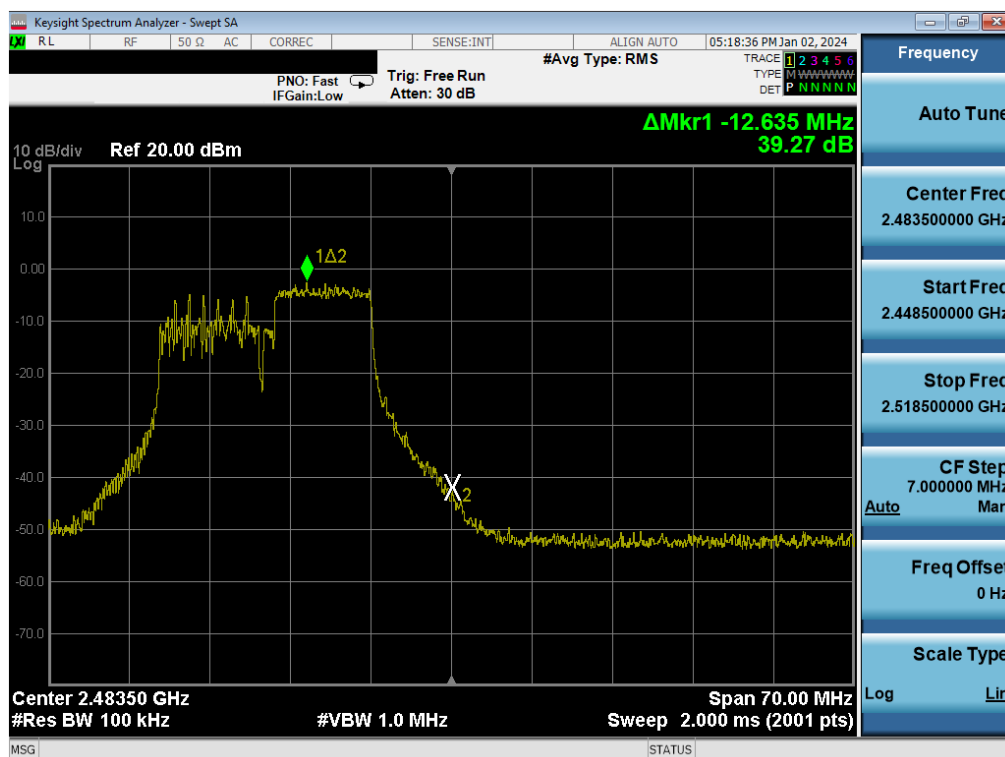 Keysight Spectrum Analyzer - Swept SA
LXI RL RF 50 Ω AC CORREC SENSE:INT ALIGN AUTO 05:18:36 PM Jan 02, 2024
PNO: Fast
IFGain:Low
Trig: Free Run
Atten: 30 dB
#Avg Type: RMS
TRACE 1 2 3 4 5 6
TYPE M WWWWWW
DET P N N N N N
ΔMkr1 -12.635 MHz
39.27 dB
10 dB/div Ref 20.00 dBm
Log
10.0
0.00
-10.0
-20.0
-30.0
-40.0
-50.0
-60.0
-70.0
1Δ2
X2
Center 2.48350 GHz Span 70.00 MHz
#Res BW 100 kHz #VBW 1.0 MHz Sweep 2.000 ms (2001 pts)
MSG STATUS
Frequency
Auto Tune
Center Freq
2.483500000 GHz
Start Freq
2.448500000 GHz
Stop Freq
2.518500000 GHz
CF Step
7.000000 MHz
Auto Man
Freq Offset
0 Hz
Scale Type
Log Lin